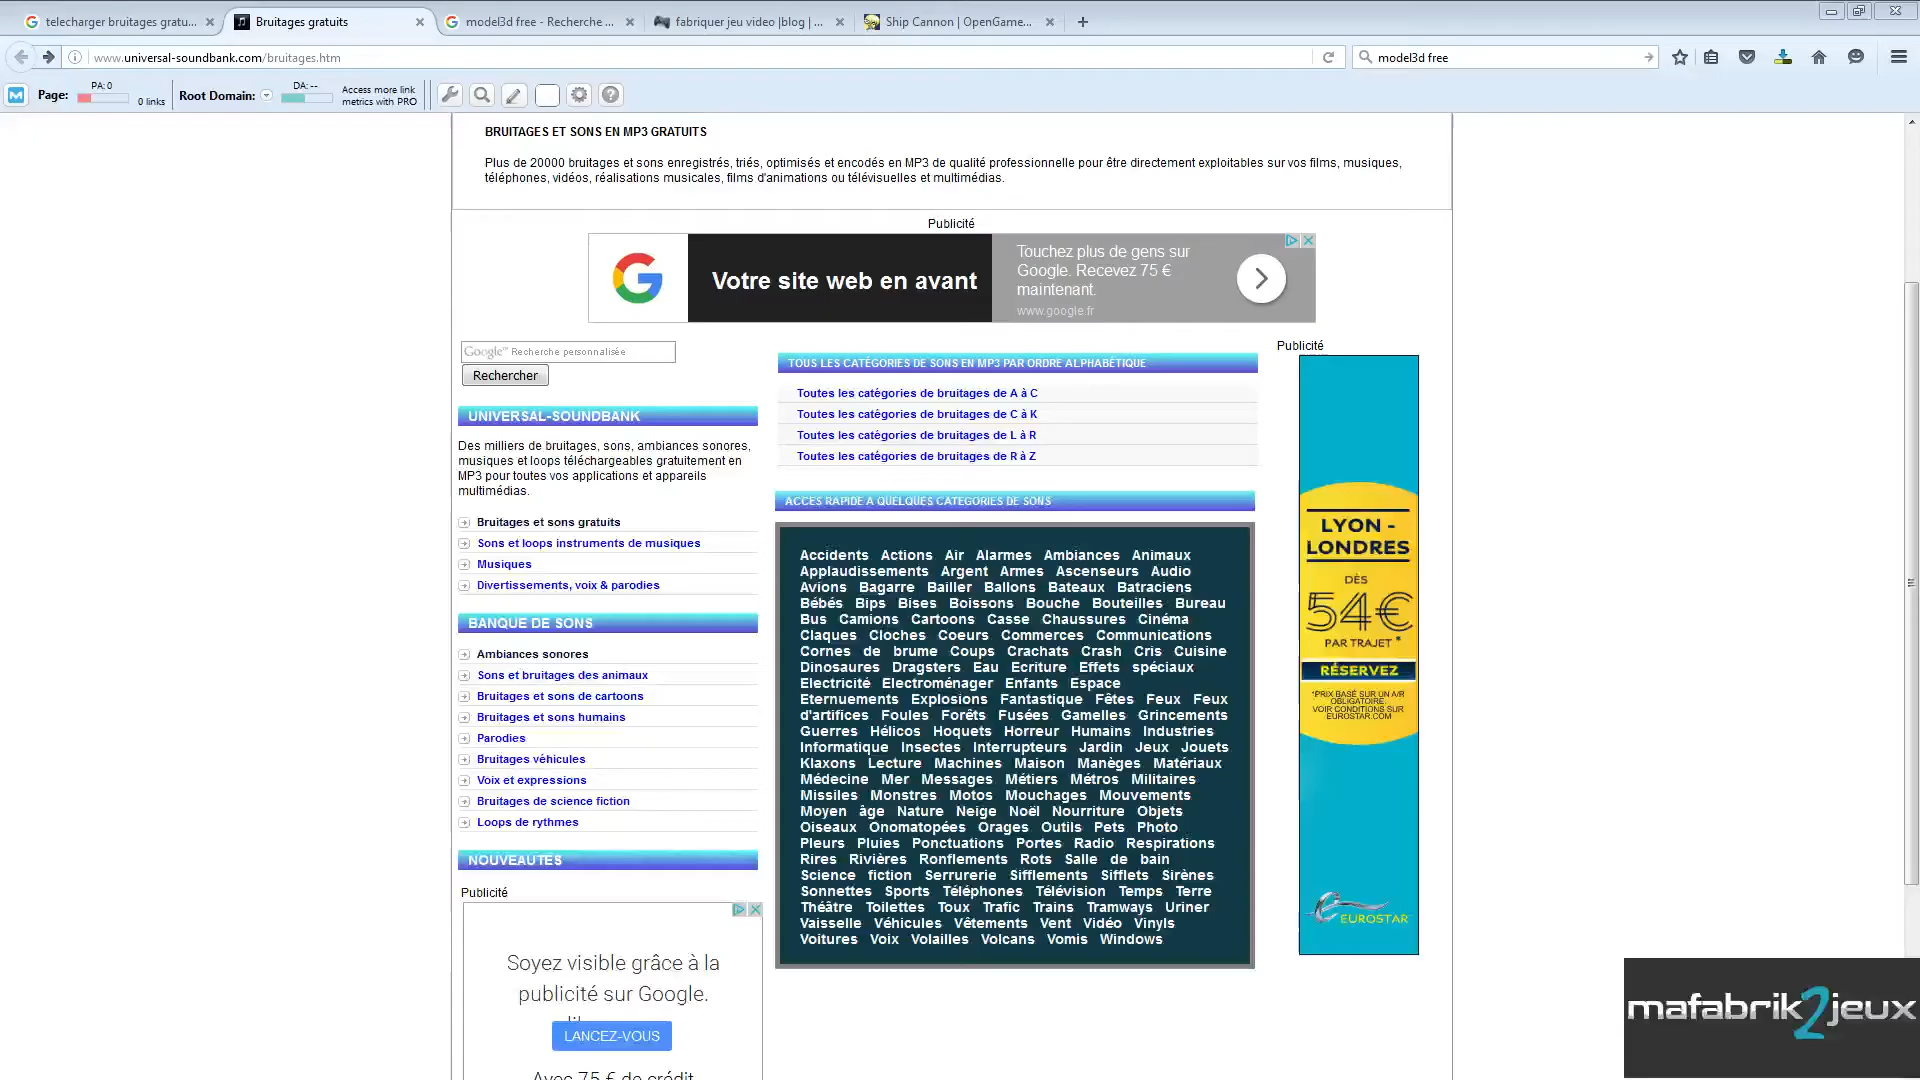 telecharger bruitages gratu...
Bruitages gratuits
model3d free - Recherche ...
fabriquer jeu video |blog | ...
Ship Cannon | OpenGame...
www.universal-soundbank.com/bruitages.htm
model3d free
Page:
PA: 0
0 links
Root Domain:
DA: --
Access more link
metrics with PRO
BRUITAGES ET SONS EN MP3 GRATUITS
Plus de 20000 bruitages et sons enregistrés, triés, optimisés et encodés en MP3 de qualité professionnelle pour être directement exploitables sur vos films, musiques,
téléphones, vidéos, réalisations musicales, films d'animations ou télévisuelles et multimédias.
Publicité
Votre site web en avant
Touchez plus de gens sur
Google. Recevez 75 €
maintenant.
www.google.fr
Google™ Recherche personnalisée
Rechercher
UNIVERSAL-SOUNDBANK
Des milliers de bruitages, sons, ambiances sonores,
musiques et loops téléchargeables gratuitement en
MP3 pour toutes vos applications et appareils
multimédias.
Bruitages et sons gratuits
Sons et loops instruments de musiques
Musiques
Divertissements, voix & parodies
BANQUE DE SONS
Ambiances sonores
Sons et bruitages des animaux
Bruitages et sons de cartoons
Bruitages et sons humains
Parodies
Bruitages véhicules
Voix et expressions
Bruitages de science fiction
Loops de rythmes
NOUVEAUTES
Publicité
Soyez visible grâce à la
publicité sur Google.
LANCEZ-VOUS
Avec 75 € de crédit
TOUS LES CATÉGORIES DE SONS EN MP3 PAR ORDRE ALPHABÉTIQUE
Toutes les catégories de bruitages de A à C
Toutes les catégories de bruitages de C à K
Toutes les catégories de bruitages de L à R
Toutes les catégories de bruitages de R à Z
ACCES RAPIDE A QUELQUES CATEGORIES DE SONS
Accidents Actions Air Alarmes Ambiances Animaux
Applaudissements Argent Armes Ascenseurs Audio
Avions Bagarre Bailler Ballons Bateaux Batraciens
Bébés Bips Bises Boissons Bouche Bouteilles Bureau
Bus Camions Cartoons Casse Chaussures Cinéma
Claques Cloches Coeurs Commerces Communications
Cornes de brume Coups Crachats Crash Cris Cuisine
Dinosaures Dragsters Eau Ecriture Effets spéciaux
Electricité Electroménager Enfants Espace
Eternuements Explosions Fantastique Fêtes Feux Feux
d'artifices Foules Forêts Fusées Gamelles Grincements
Guerres Hélicos Hoquets Horreur Humains Industries
Informatique Insectes Interrupteurs Jardin Jeux Jouets
Klaxons Lecture Machines Maison Manèges Matériaux
Médecine Mer Messages Métiers Métros Militaires
Missiles Monstres Motos Mouchages Mouvements
Moyen âge Nature Neige Noël Nourriture Objets
Oiseaux Onomatopées Orages Outils Pets Photo
Pleurs Pluies Ponctuations Portes Radio Respirations
Rires Rivières Ronflements Rots Salle de bain
Science fiction Serrurerie Sifflements Sifflets Sirènes
Sonnettes Sports Téléphones Télévision Temps Terre
Théâtre Toilettes Toux Trafic Trains Tramways Uriner
Vaisselle Véhicules Vêtements Vent Vidéo Vinyls
Voitures Voix Volailles Volcans Vomis Windows
Publicité
LYON -
LONDRES
DÈS
54€
PAR TRAJET *
RÉSERVEZ
*PRIX BASÉ SUR UN A/R
OBLIGATOIRE.
VOIR CONDITIONS SUR
EUROSTAR.COM
EUROSTAR
mafabrik2jeux